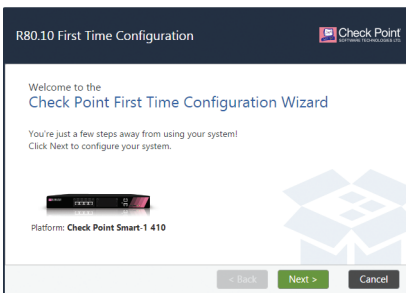 R80.10 First Time Configuration
Check Point
SOFTWARE TECHNOLOGIES LTD.
Welcome to the
Check Point First Time Configuration Wizard
You're just a few steps away from using your system!
Click Next to configure your system.
Platform: Check Point Smart-1 410
< Back
Next >
Cancel